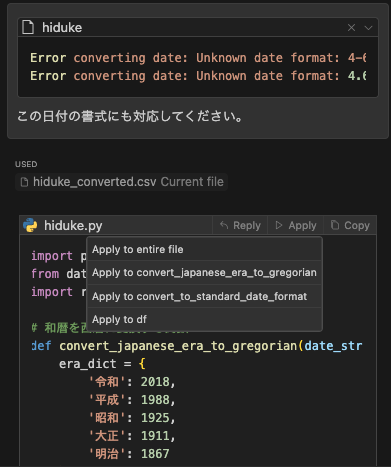 hiduke
Error converting date: Unknown date format: 4-6
Error converting date: Unknown date format: 4.6
この日付の書式にも対応してください。
USED
hiduke_converted.csv Current file
hiduke.py Reply Apply Copy
import p
from dat
import r
Apply to entire file
Apply to convert_japanese_era_to_gregorian
Apply to convert_to_standard_date_format
Apply to df
# 和暦を西暦
def convert_japanese_era_to_gregorian(date_str
era_dict = {
'令和': 2018,
'平成': 1988,
'昭和': 1925,
'大正': 1911,
'明治': 1867